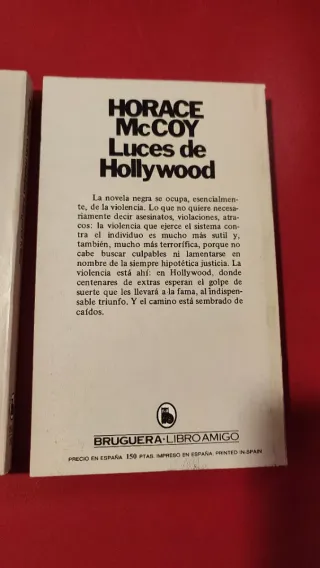 HORACE
McCOY
Luces de
Hollywood
La novela negra se ocupa, esencialmen-
te, de la violencia. Lo que no quiere necesa-
riamente decir asesinatos, violaciones, atra-
cos: la violencia que ejerce el sistema con-
tra el individuo es mucho más sutil y,
también, mucho más terrorífica, porque no
cabe buscar culpables ni lamentarse en
nombre de la siempre hipotética justicia. La
violencia está ahí: en Hollywood, donde
centenares de extras esperan el golpe de
suerte que les llevará a la fama, al indispen-
sable triunfo. Y el camino está sembrado de
caídos.
BRUGUERA·LIBRO AMIGO
PRECIO EN ESPAÑA 150 PTAS. IMPRESO EN ESPAÑA. PRINTED IN SPAIN